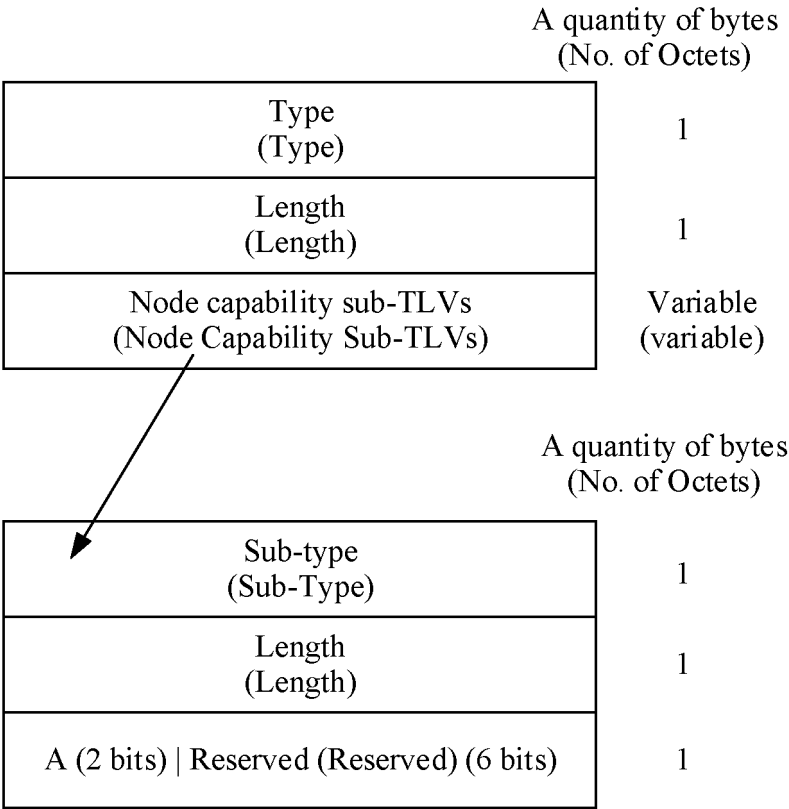 A quantity of bytes
(No. of Octets)
Type
(Type)
1
Length
(Length)
1
Node capability sub-TLVs
(Node Capability Sub-TLVs)
Variable
(variable)
A quantity of bytes
(No. of Octets)
Sub-type
(Sub-Type)
1
Length
(Length)
1
A (2 bits) | Reserved (Reserved) (6 bits)
1